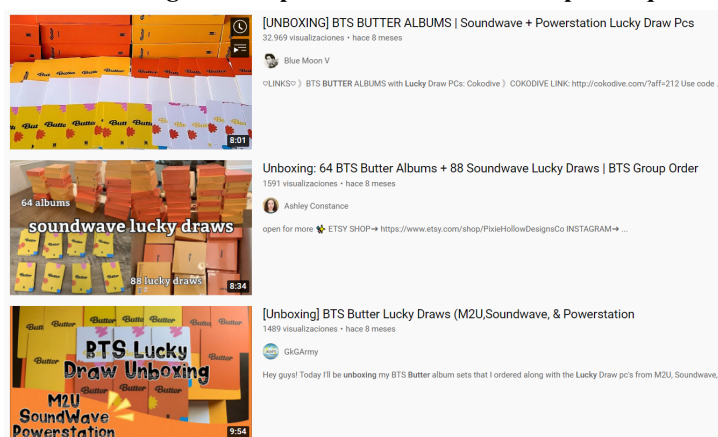 [UNBOXING] BTS BUTTER ALBUMS | Soundwave + Powerstation Lucky Draw Pcs
32.969 visualizaciones • hace 8 meses
Blue Moon V
♡LINKS♡ 》 BTS BUTTER ALBUMS with Lucky Draw PCs: Cokodive 》 COKODIVE LINK: http://cokodive.com/?aff=212 Use code
8:01
Unboxing: 64 BTS Butter Albums + 88 Soundwave Lucky Draws | BTS Group Order
1591 visualizaciones • hace 8 meses
Ashley Constance
open for more ETSY SHOP➔ https://www.etsy.com/shop/PixieHollowDesignsCo INSTAGRAM➔ ...
64 albums
soundwave lucky draws
88 lucky draws
8:34
[Unboxing] BTS Butter Lucky Draws (M2U,Soundwave, & Powerstation
1489 visualizaciones • hace 8 meses
GkGArmy
Hey guys! Today I'll be unboxing my BTS Butter album sets that I ordered along with the Lucky Draw pc's from M2U, Soundwave,
Butter
Butter
Butter
BTS Lucky
Draw Unboxing
M2U
SoundWave
Powerstation
9:54